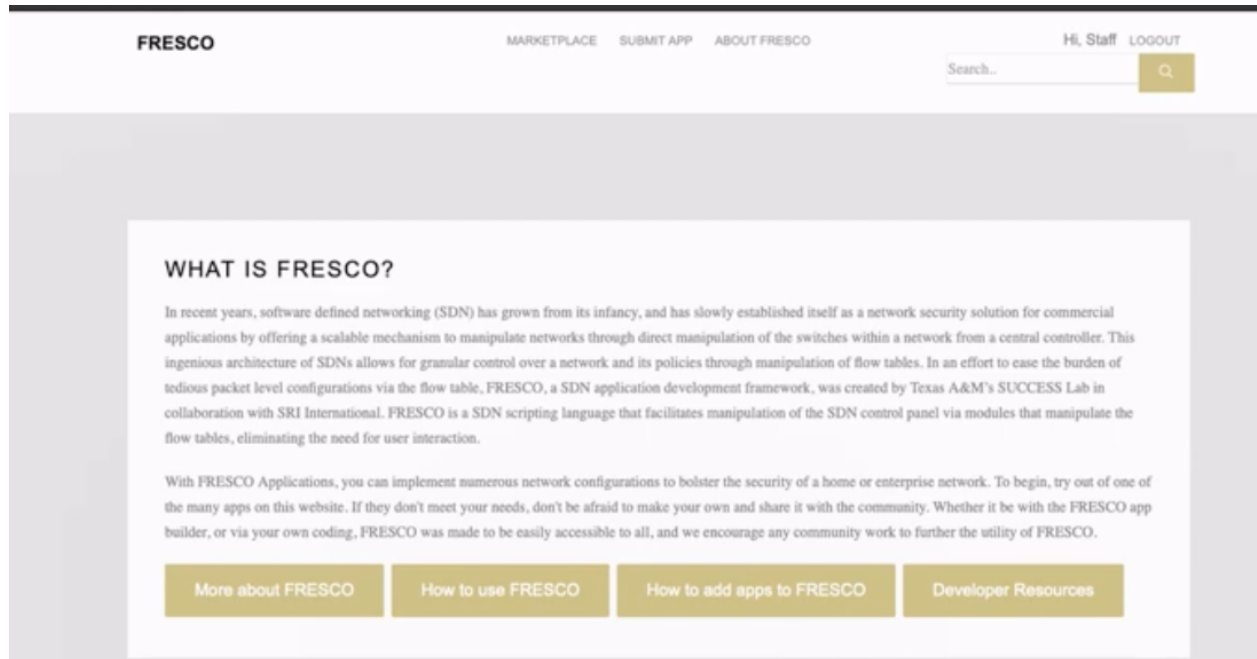 FRESCO
MARKETPLACE SUBMIT APP ABOUT FRESCO
Hi, Staff LOGOUT
Search..
WHAT IS FRESCO?
In recent years, software defined networking (SDN) has grown from its infancy, and has slowly established itself as a network security solution for commercial
applications by offering a scalable mechanism to manipulate networks through direct manipulation of the switches within a network from a central controller. This
ingenious architecture of SDNs allows for granular control over a network and its policies through manipulation of flow tables. In an effort to ease the burden of
tedious packet level configurations via the flow table, FRESCO, a SDN application development framework, was created by Texas A&M's SUCCESS Lab in
collaboration with SRI International. FRESCO is a SDN scripting language that facilitates manipulation of the SDN control panel via modules that manipulate the
flow tables, eliminating the need for user interaction.
With FRESCO Applications, you can implement numerous network configurations to bolster the security of a home or enterprise network. To begin, try out of one of
the many apps on this website. If they don't meet your needs, don't be afraid to make your own and share it with the community. Whether it be with the FRESCO app
builder, or via your own coding, FRESCO was made to be easily accessible to all, and we encourage any community work to further the utility of FRESCO.
More about FRESCO
How to use FRESCO
How to add apps to FRESCO
Developer Resources